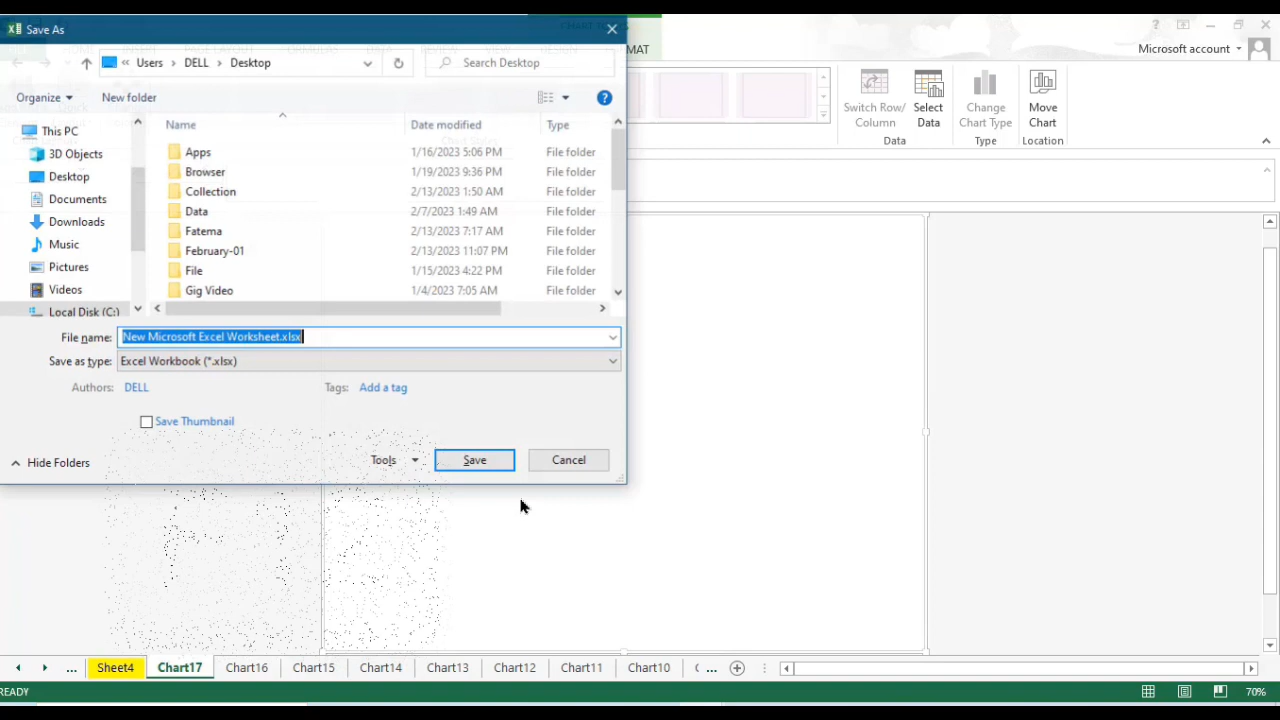 Save As
MAT
Microsoft account
Users DELL Desktop
Search Desktop
Organize
New folder
Name Date modified Type
This PC
3D Objects
Desktop
Documents
Downloads
Music
Pictures
Videos
Local Disk (C:)
Apps 1/16/2023 5:06 PM File folder
Browser 1/19/2023 9:36 PM File folder
Collection 2/13/2023 1:50 AM File folder
Data 2/7/2023 1:49 AM File folder
Fatema 2/13/2023 7:17 AM File folder
February-01 2/13/2023 11:07 PM File folder
File 1/15/2023 4:22 PM File folder
Gig Video 1/4/2023 7:05 AM File folder
File name: New Microsoft Excel Worksheet.xlsx
Save as type: Excel Workbook (*.xlsx)
Authors: DELL Tags: Add a tag
Save Thumbnail
Hide Folders
Tools
Save
Cancel
Switch Row/
Column
Select
Data
Data
Change
Chart Type
Type
Move
Chart
Location
... Sheet4 Chart17 Chart16 Chart15 Chart14 Chart13 Chart12 Chart11 Chart10 ...
READY
70%